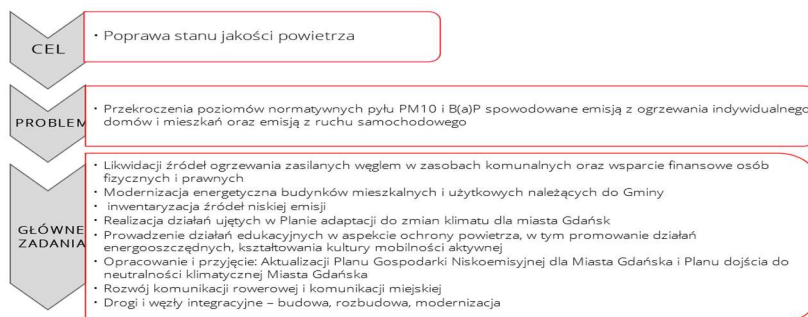 CEL
• Poprawa stanu jakości powietrza
PROBLEM
• Przekroczenia poziomów normatywnych pyłu PM10 i B(a)P spowodowane emisją z ogrzewania indywidualnego
domów i mieszkań oraz emisją z ruchu samochodowego
GŁÓWNE
ZADANIA
• Likwidacji źródeł ogrzewania zasilanych węglem w zasobach komunalnych oraz wsparcie finansowe osób
fizycznych i prawnych
• Modernizacja energetyczna budynków mieszkalnych i użytkowych należących do Gminy
• inwentaryzacja źródeł niskiej emisji
• Realizacja działań ujętych w Planie adaptacji do zmian klimatu dla miasta Gdańsk
• Prowadzenie działań edukacyjnych w aspekcie ochrony powietrza, w tym promowanie działań
energooszczędnych, kształtowania kultury mobilności aktywnej
• Opracowanie i przyjęcie: Aktualizacji Planu Gospodarki Niskoemisyjnej dla Miasta Gdańska i Planu dojścia do
neutralności klimatycznej Miasta Gdańska
• Rozwój komunikacji rowerowej i komunikacji miejskiej
• Drogi i węzły integracyjne – budowa, rozbudowa, modernizacja